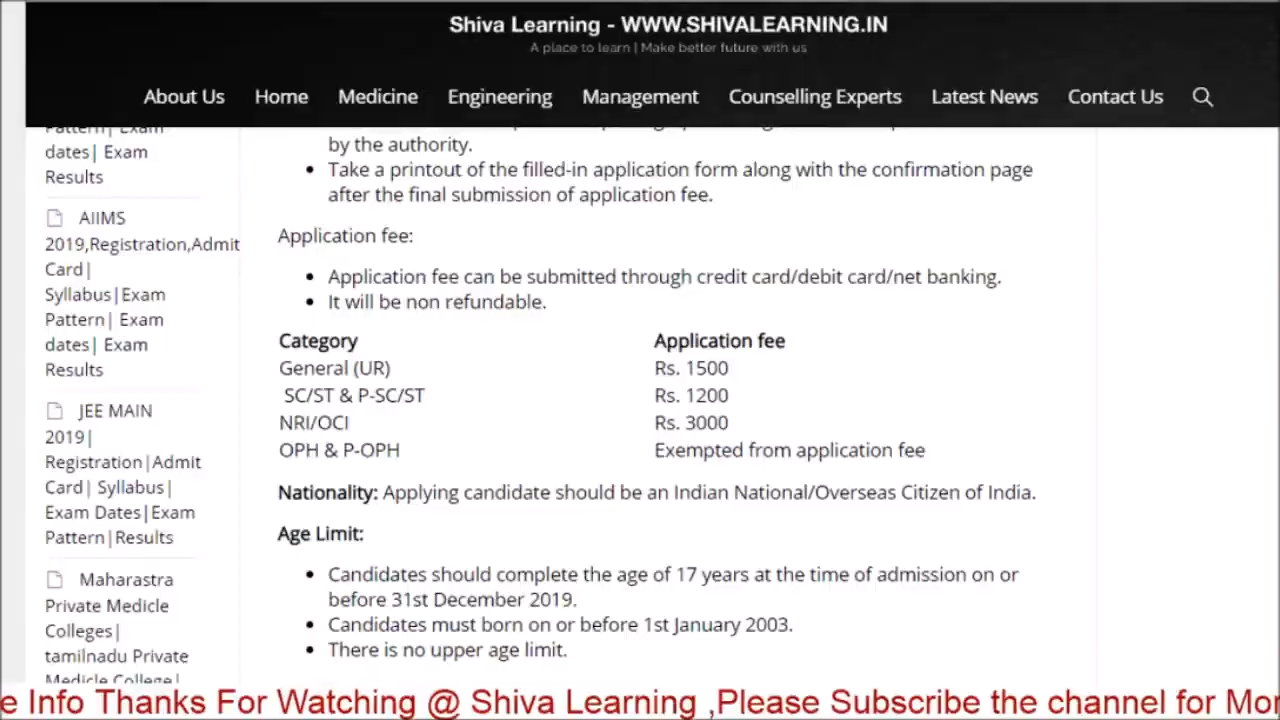 Shiva Learning - WWW.SHIVALEARNING.IN
A place to learn | Make better future with us
About Us Home Medicine Engineering Management Counselling Experts Latest News Contact Us
Pattern| Exam
dates| Exam
Results
AIIMS
2019,Registration,Admit
Card|
Syllabus|Exam
Pattern| Exam
dates| Exam
Results
JEE MAIN
2019|
Registration|Admit
Card| Syllabus|
Exam Dates|Exam
Pattern|Results
Maharastra
Private Medicle
Colleges|
tamilnadu Private
Medicle College|
by the authority.
• Take a printout of the filled-in application form along with the confirmation page
after the final submission of application fee.
Application fee:
• Application fee can be submitted through credit card/debit card/net banking.
• It will be non refundable.
Category Application fee
General (UR) Rs. 1500
SC/ST & P-SC/ST Rs. 1200
NRI/OCI Rs. 3000
OPH & P-OPH Exempted from application fee
Nationality: Applying candidate should be an Indian National/Overseas Citizen of India.
Age Limit:
• Candidates should complete the age of 17 years at the time of admission on or
before 31st December 2019.
• Candidates must born on or before 1st January 2003.
• There is no upper age limit.
e Info Thanks For Watching @ Shiva Learning ,Please Subscribe the channel for Mo